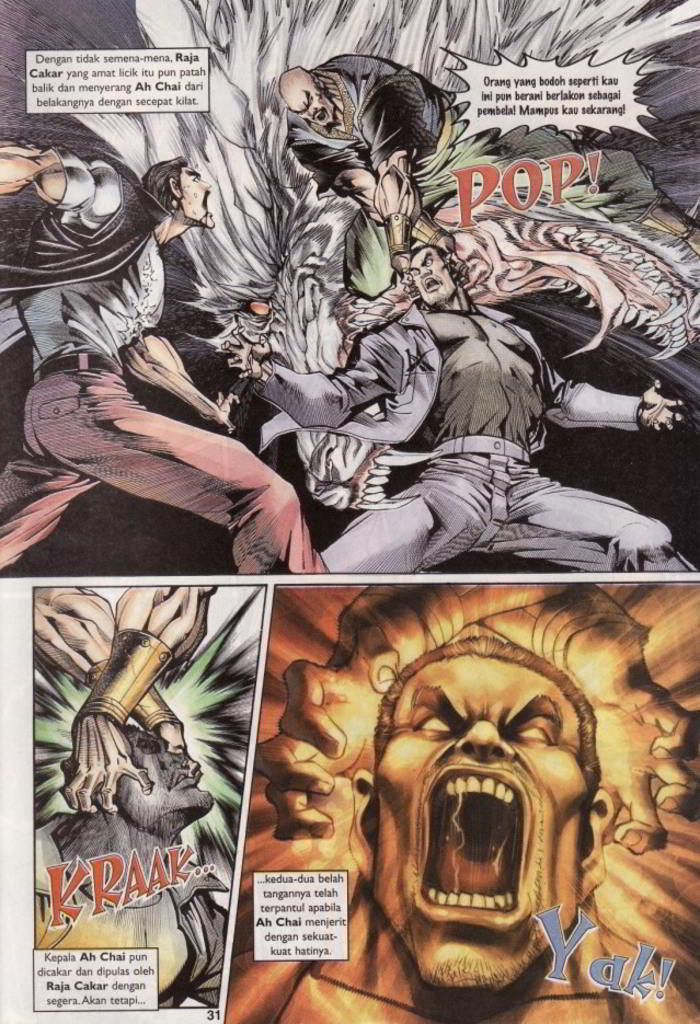 Dengan tidak semena-mena, Raja
Cakar yang amat licik itu pun patah
balik dan menyerang Ah Chai dari
belakangnya dengan secepat kilat.
Orang yang bodoh seperti kau
ini pun berani berlakon sebagai
pembela! Mampus kau sekarang!
POP!
KRAAK...
Kepala Ah Chai pun
dicakar dan dipulas oleh
Raja Cakar dengan
segera. Akan tetapi...
...kedua-dua belah
tangannya telah
terpantul apabila
Ah Chai menjerit
dengan sekuat-
kuat hatinya.
Yak!
31